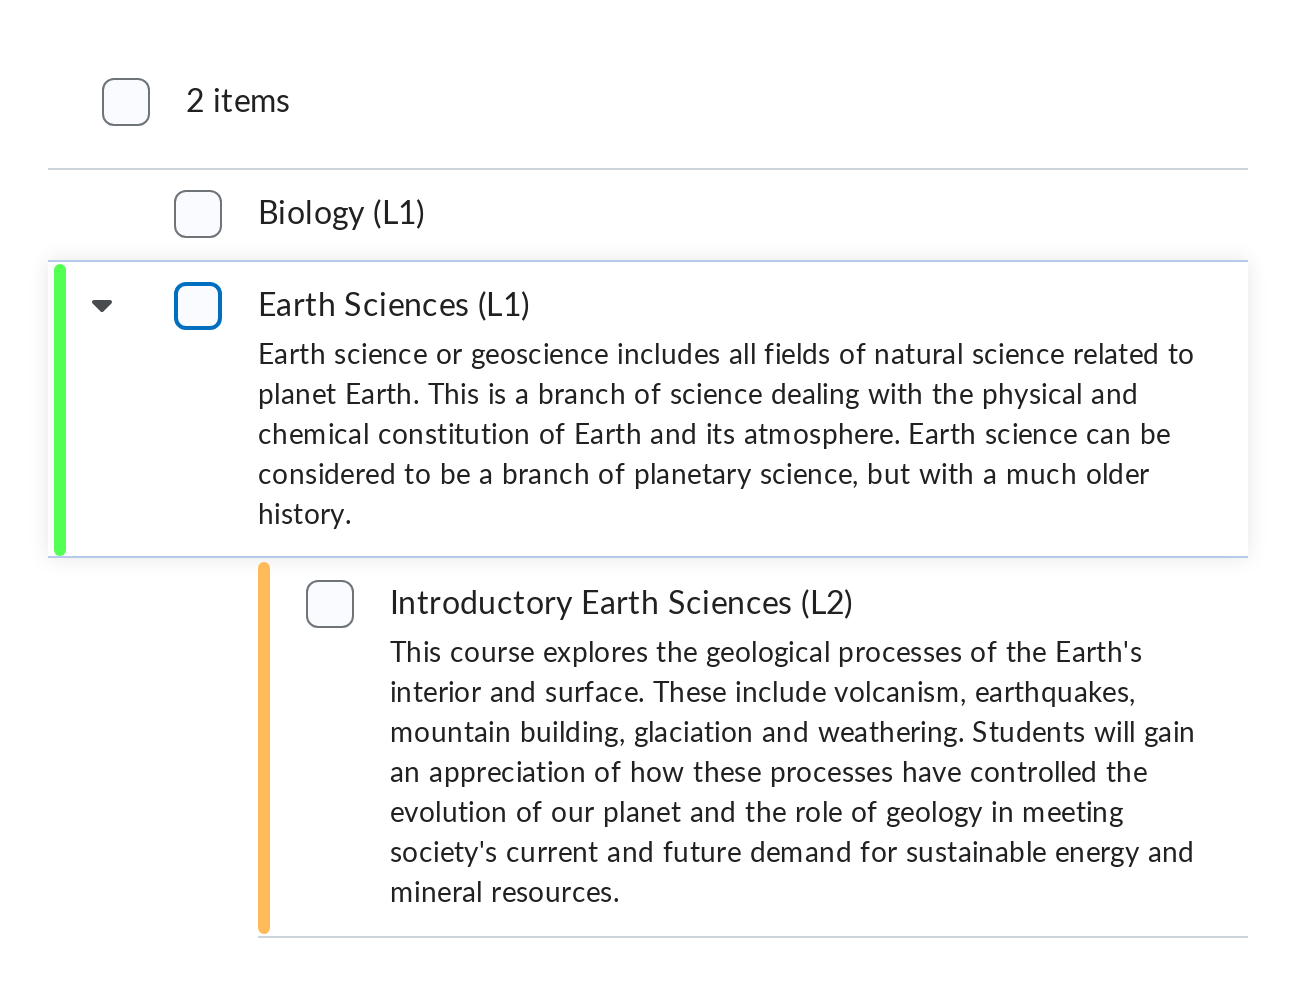 2 items
Biology (L1)
Earth Sciences (L1)
Earth science or geoscience includes all fields of natural science related to
planet Earth. This is a branch of science dealing with the physical and
chemical constitution of Earth and its atmosphere. Earth science can be
considered to be a branch of planetary science, but with a much older
history.
Introductory Earth Sciences (L2)
This course explores the geological processes of the Earth's
interior and surface. These include volcanism, earthquakes,
mountain building, glaciation and weathering. Students will gain
an appreciation of how these processes have controlled the
evolution of our planet and the role of geology in meeting
society's current and future demand for sustainable energy and
mineral resources.